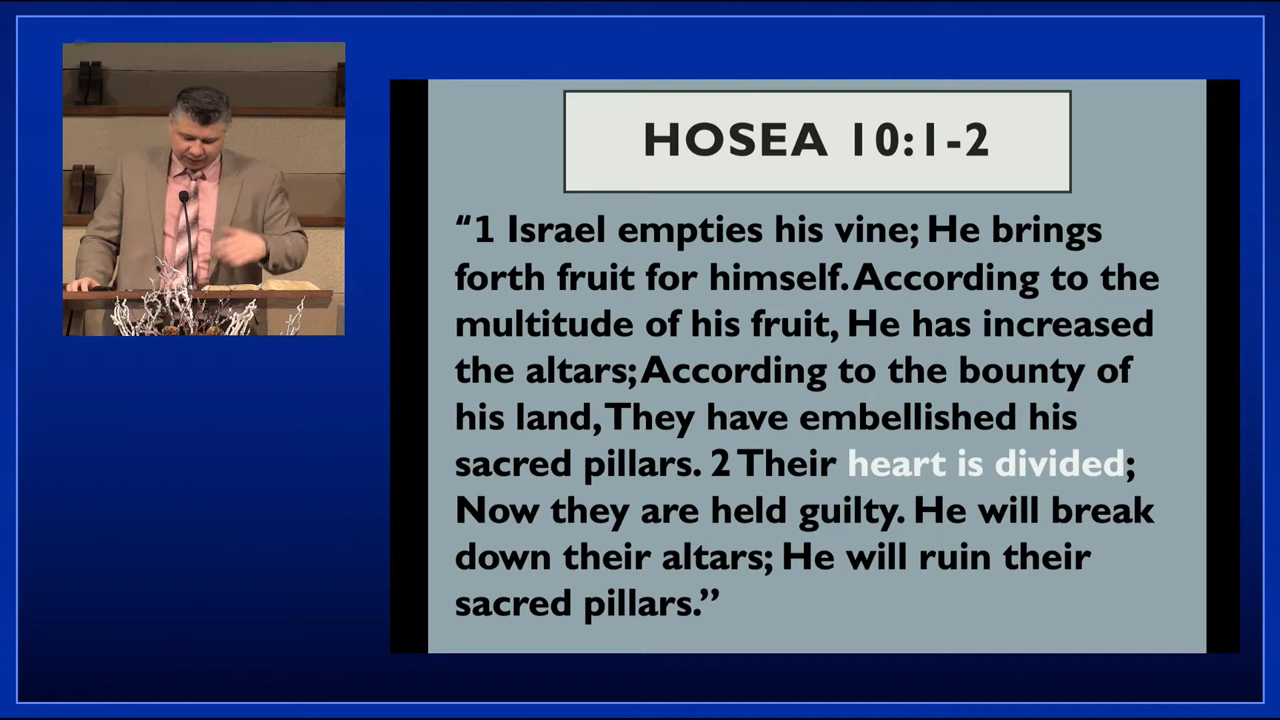 HOSEA 10:1-2
“1 Israel empties his vine; He brings
forth fruit for himself. According to the
multitude of his fruit, He has increased
the altars; According to the bounty of
his land, They have embellished his
sacred pillars. 2 Their heart is divided;
Now they are held guilty. He will break
down their altars; He will ruin their
sacred pillars.”